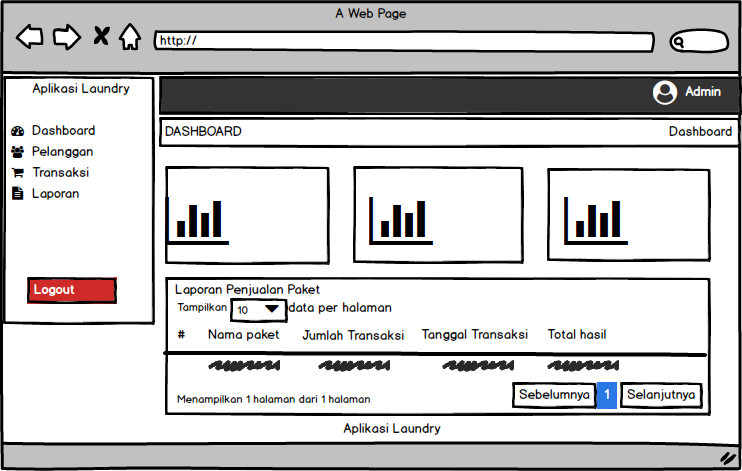 A Web Page
http://
Aplikasi Laundry
Admin
Dashboard
Pelanggan
Transaksi
Laporan
Logout
DASHBOARD Dashboard
Laporan Penjualan Paket
Tampilkan 10 data per halaman
# Nama paket Jumlah Transaksi Tanggal Transaksi Total hasil
Menampilkan 1 halaman dari 1 halaman
Sebelumnya 1 Selanjutnya
Aplikasi Laundry